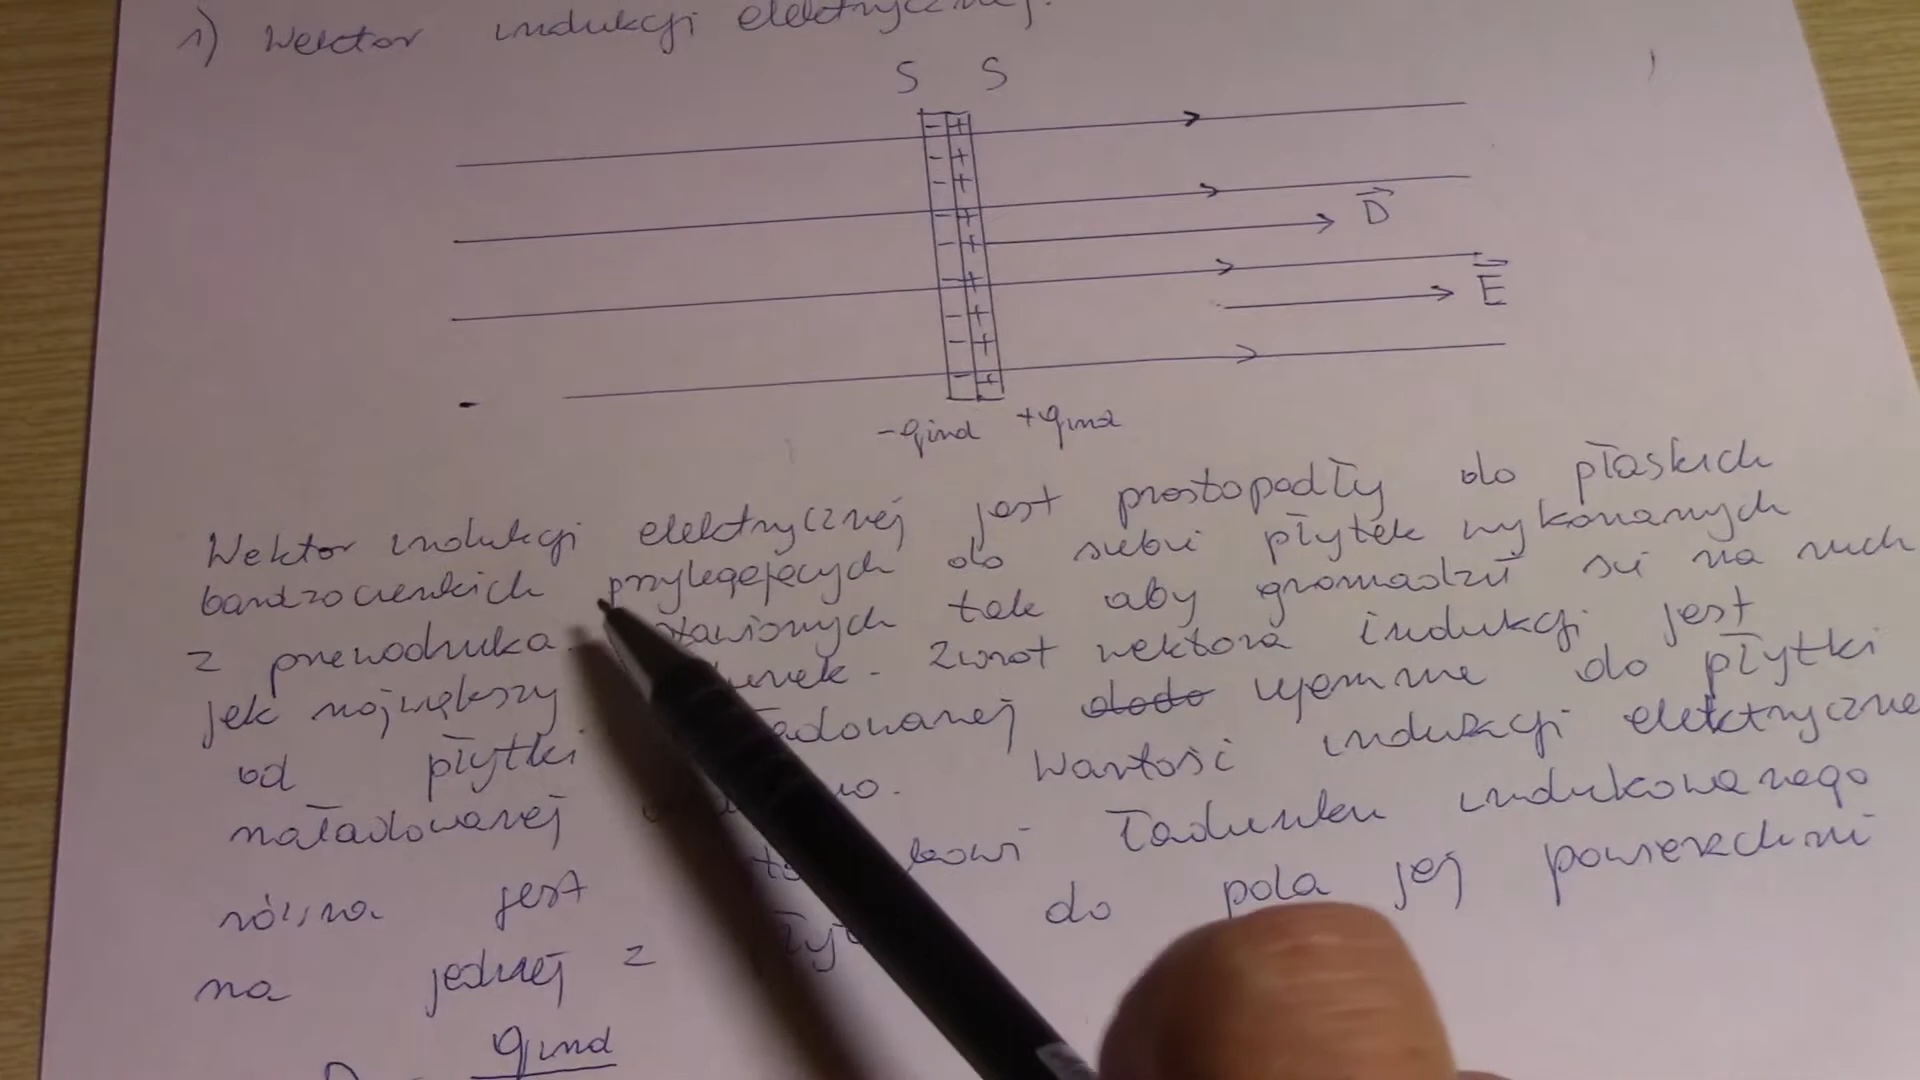 1) Wektor indukcji elektrycznej.
S S
- +
- +
- +
- +
- +
- +
- +
- +
- +
D
E
-qind +qind
Wektor indukcji elektrycznej jest prostopadły do płaskich
bardzo cienkich przylegających do siebie płytek wykonanych
z przewodnika tak aby gromadził się na nich
jak największy Zwrot wektora indukcji jest
od płytki ujemnie do płytki
naładowanej Wartość indukcji elektrycznej
równa jest ładunku indukowanego
na jednej z do pola jej powierzchni
qind